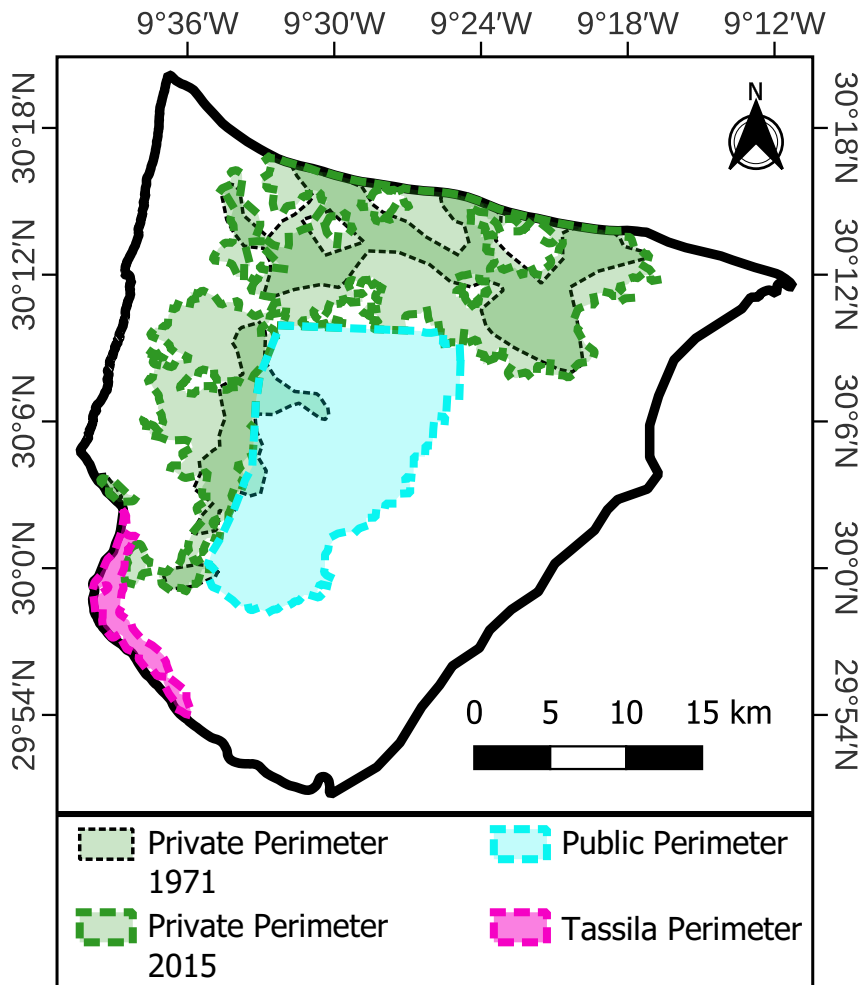 9°36′W 9°30′W 9°24′W 9°18′W 9°12′W
N
30°18′N 30°18′N
30°12′N 30°12′N
30°6′N 30°6′N
30°0′N 30°0′N
29°54′N 29°54′N
0 5 10 15 km
Private Perimeter
1971
Public Perimeter
Private Perimeter
2015
Tassila Perimeter